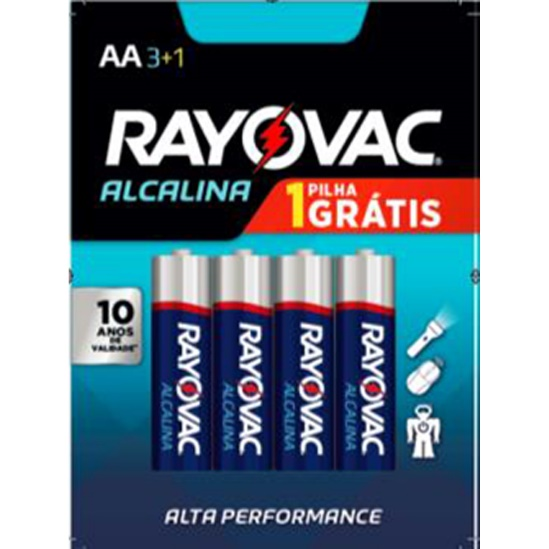 AA 3+1
RAYOVAC
ALCALINA
1 PILHA
GRÁTIS
10
ANOS
DE
VALIDADE*
RAYOVAC
ALCALINA
RAYOVAC
ALCALINA
RAYOVAC
ALCALINA
RAYOVAC
ALCALINA
ALTA PERFORMANCE